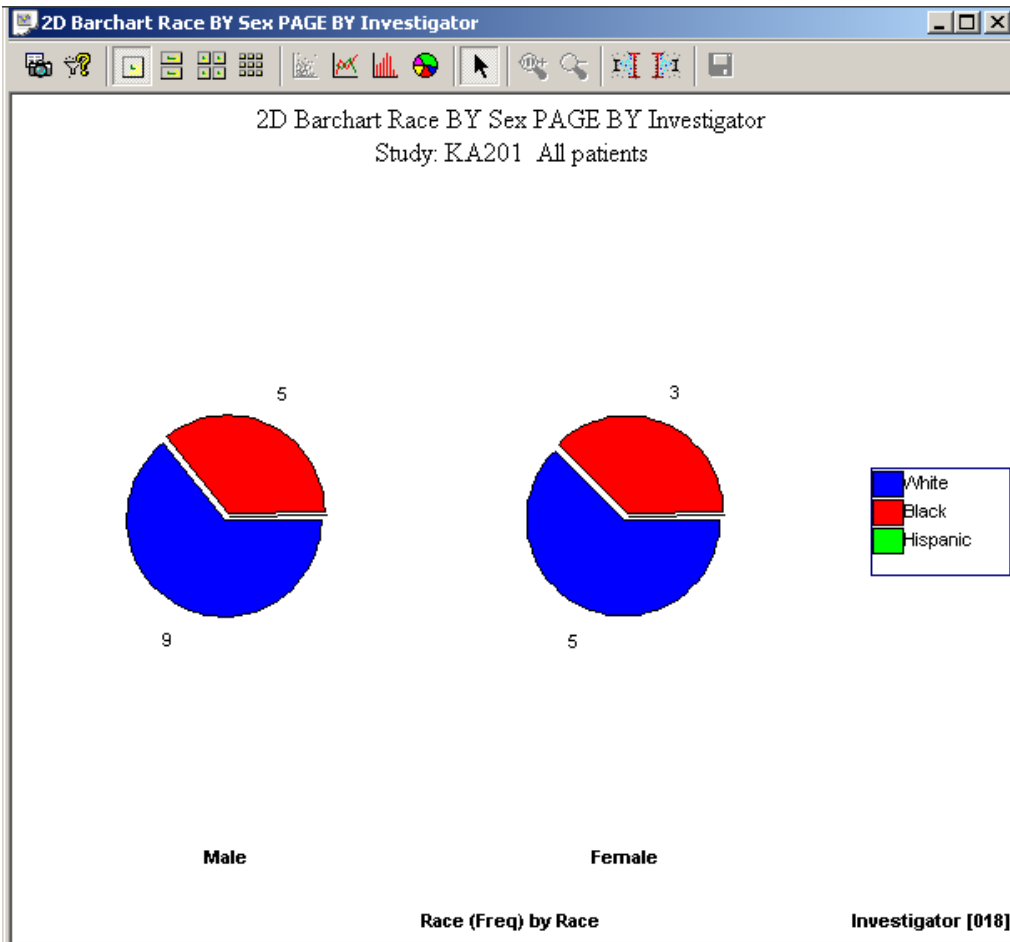 2D Barchart Race BY Sex PAGE BY Investigator
2D Barchart Race BY Sex PAGE BY Investigator
Study: KA201 All patients
5
3
White
Black
Hispanic
9
5
Male
Female
Race (Freq) by Race
Investigator [018]